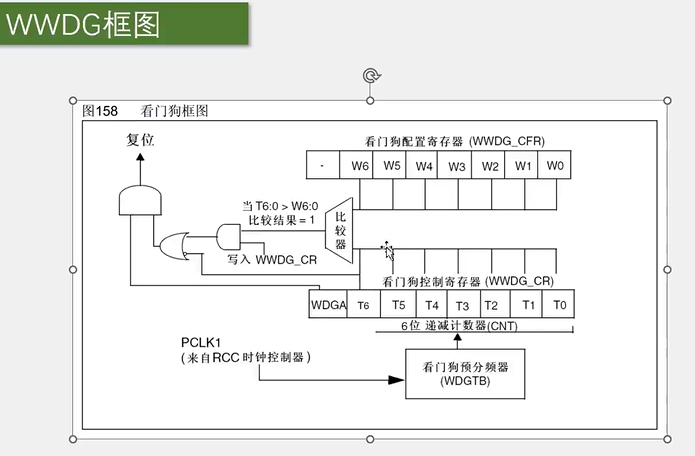 WWDG框图
图158 看门狗框图
复位
看门狗配置寄存器 (WWDG_CFR)
- W6 W5 W4 W3 W2 W1 W0
当 T6:0 > W6:0
比较结果 = 1
比较器
写入 WWDG_CR
看门狗控制寄存器 (WWDG_CR)
WDGA T6 T5 T4 T3 T2 T1 T0
6位 递减计数器(CNT)
PCLK1
(来自RCC 时钟控制器)
看门狗预分频器
(WDGTB)